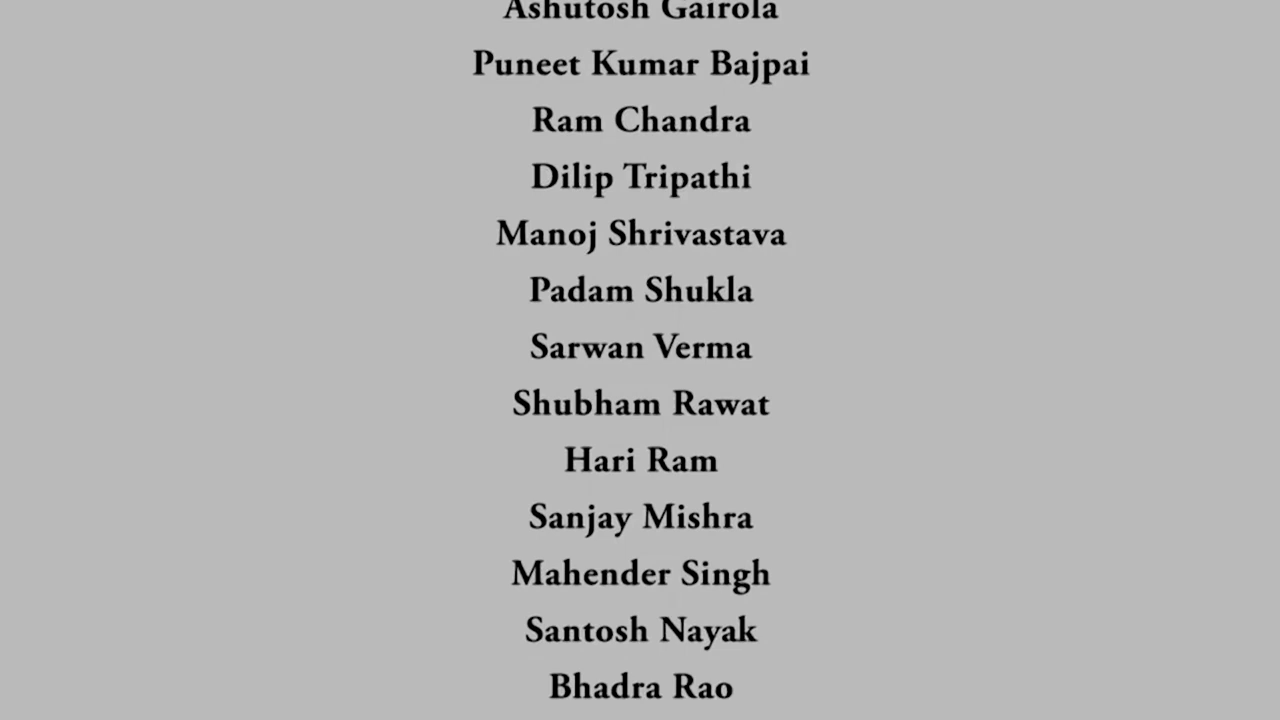 Ashutosh Gairola
Puneet Kumar Bajpai
Ram Chandra
Dilip Tripathi
Manoj Shrivastava
Padam Shukla
Sarwan Verma
Shubham Rawat
Hari Ram
Sanjay Mishra
Mahender Singh
Santosh Nayak
Bhadra Rao